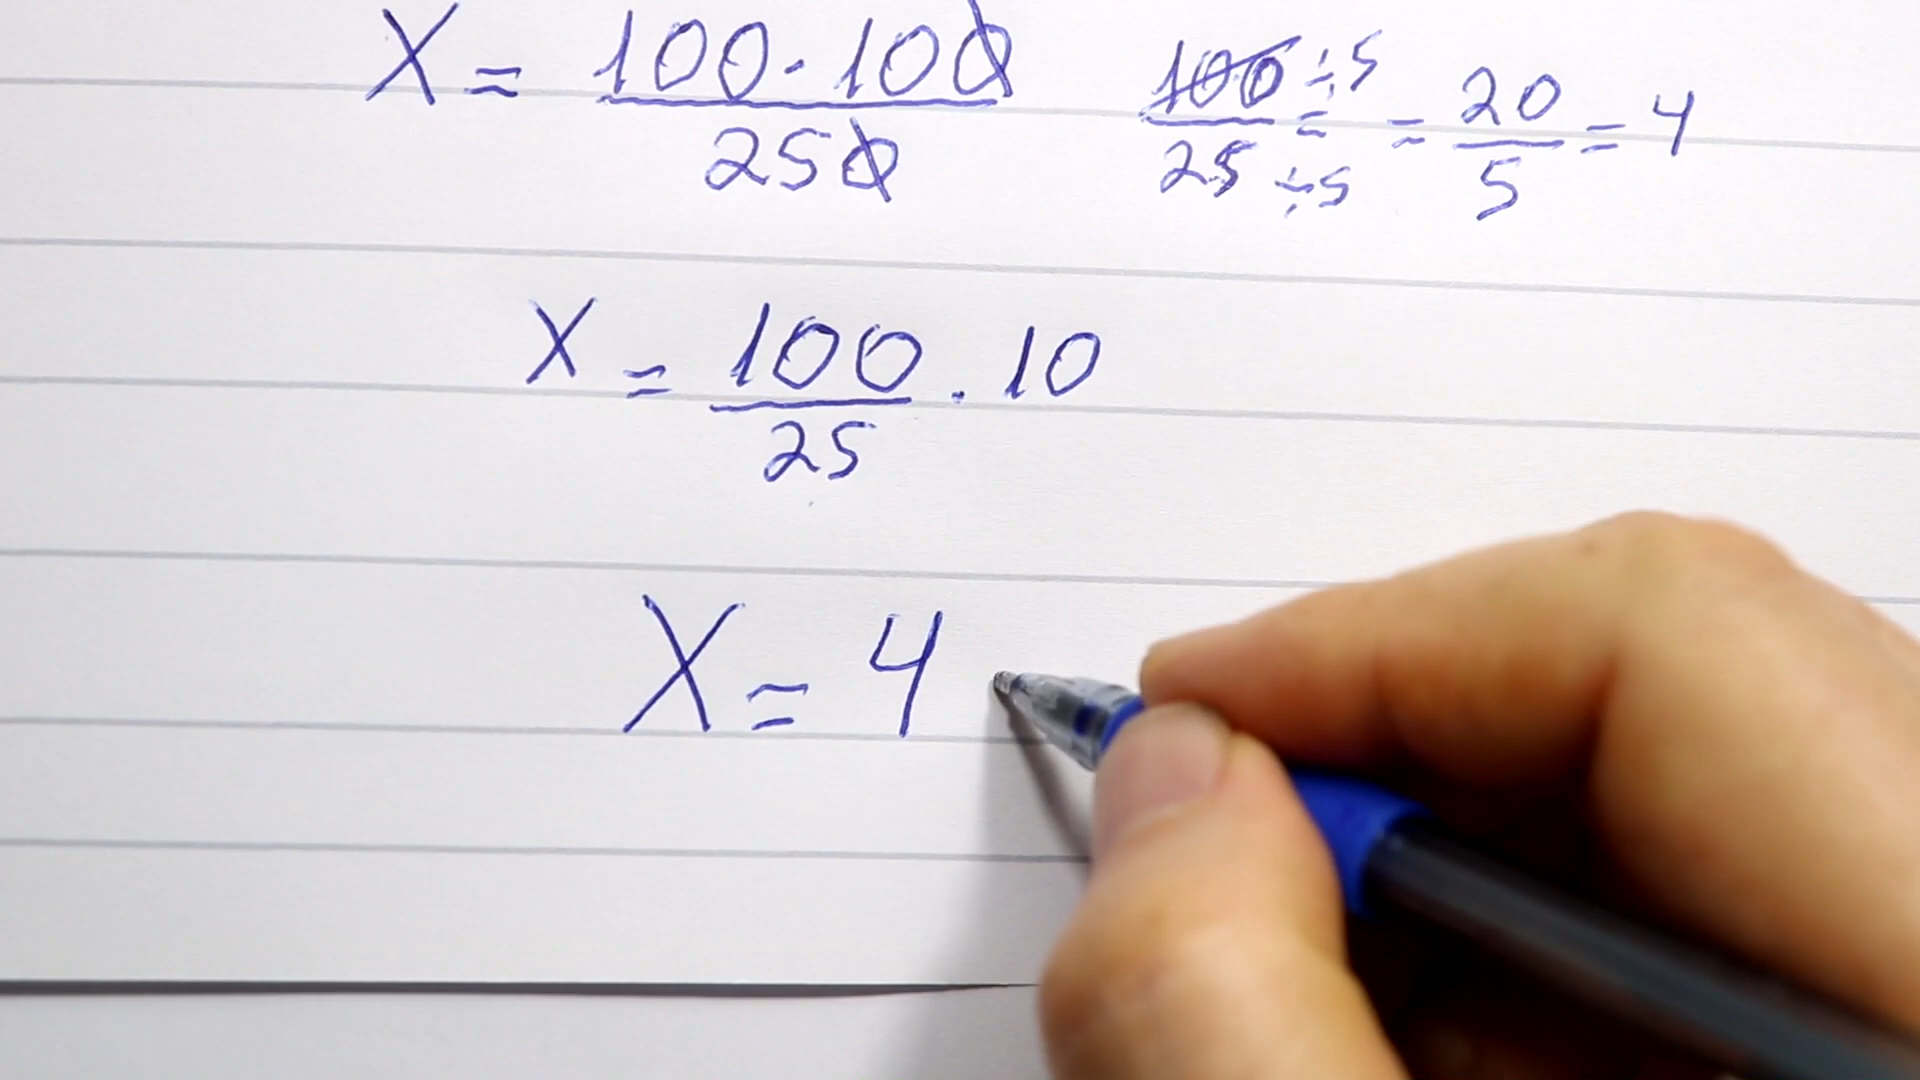 X = 100 · 100 / 250
100 ÷ 5 / 25 ÷ 5 = = 20 / 5 = 4
X = 100 / 25 . 10
X = 4